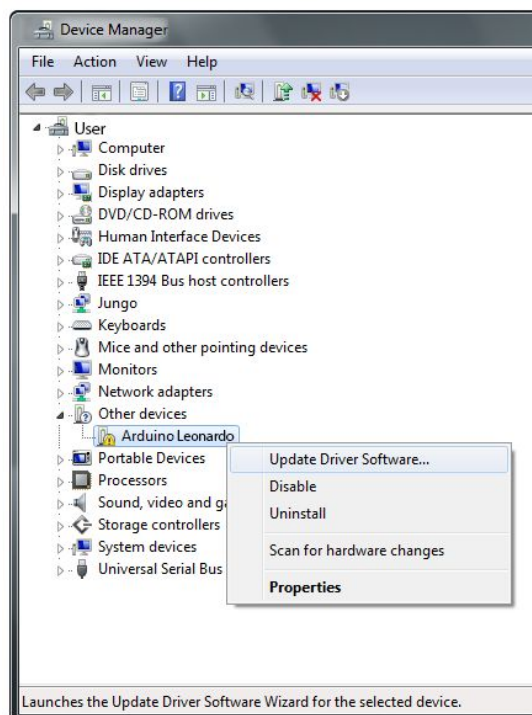 Device Manager
File Action View Help
User
Computer
Disk drives
Display adapters
DVD/CD-ROM drives
Human Interface Devices
IDE ATA/ATAPI controllers
IEEE 1394 Bus host controllers
Jungo
Keyboards
Mice and other pointing devices
Monitors
Network adapters
Other devices
Arduino Leonardo
Portable Devices
Processors
Sound, video and ga
Storage controllers
System devices
Universal Serial Bus
Update Driver Software...
Disable
Uninstall
Scan for hardware changes
Properties
Launches the Update Driver Software Wizard for the selected device.